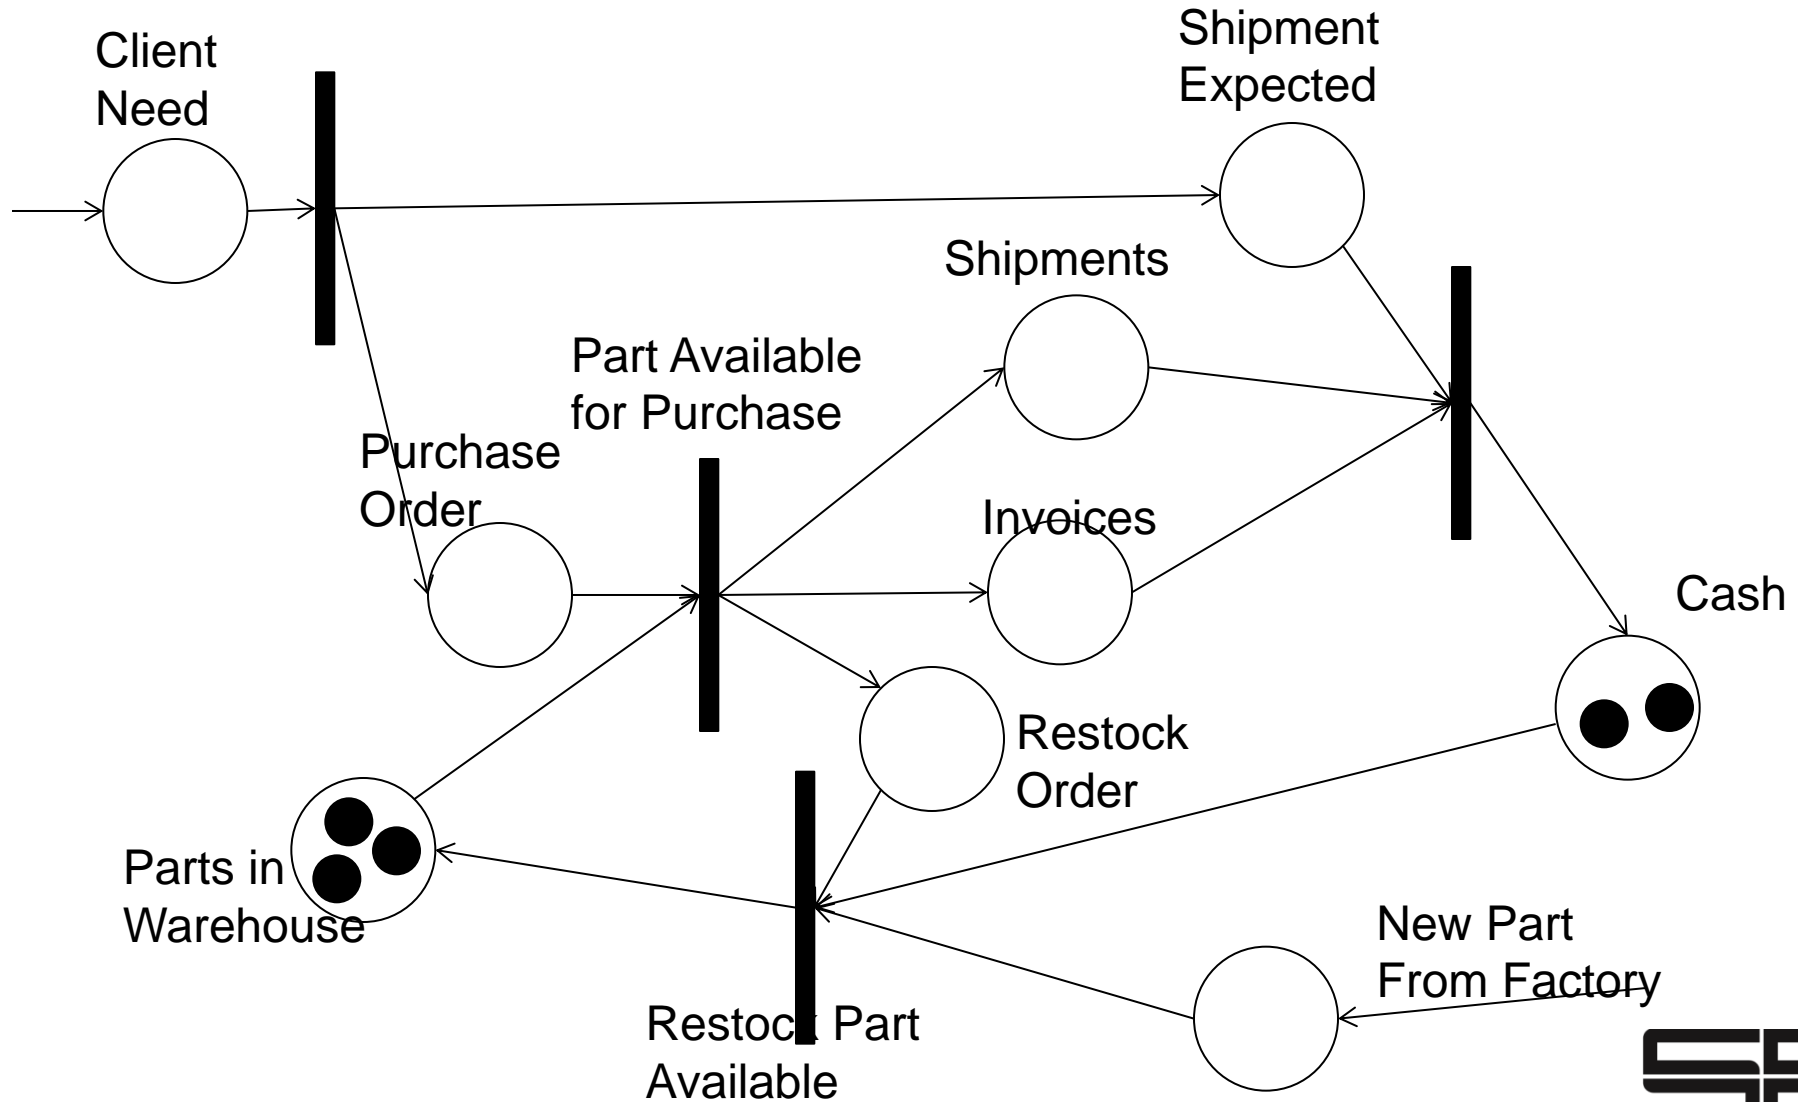 Client
Need
Shipment
Expected
Shipments
Part Available
for Purchase
Purchase
Order
Invoices
Cash
Restock
Order
Parts in
Warehouse
New Part
From Factory
Restock Part
Available